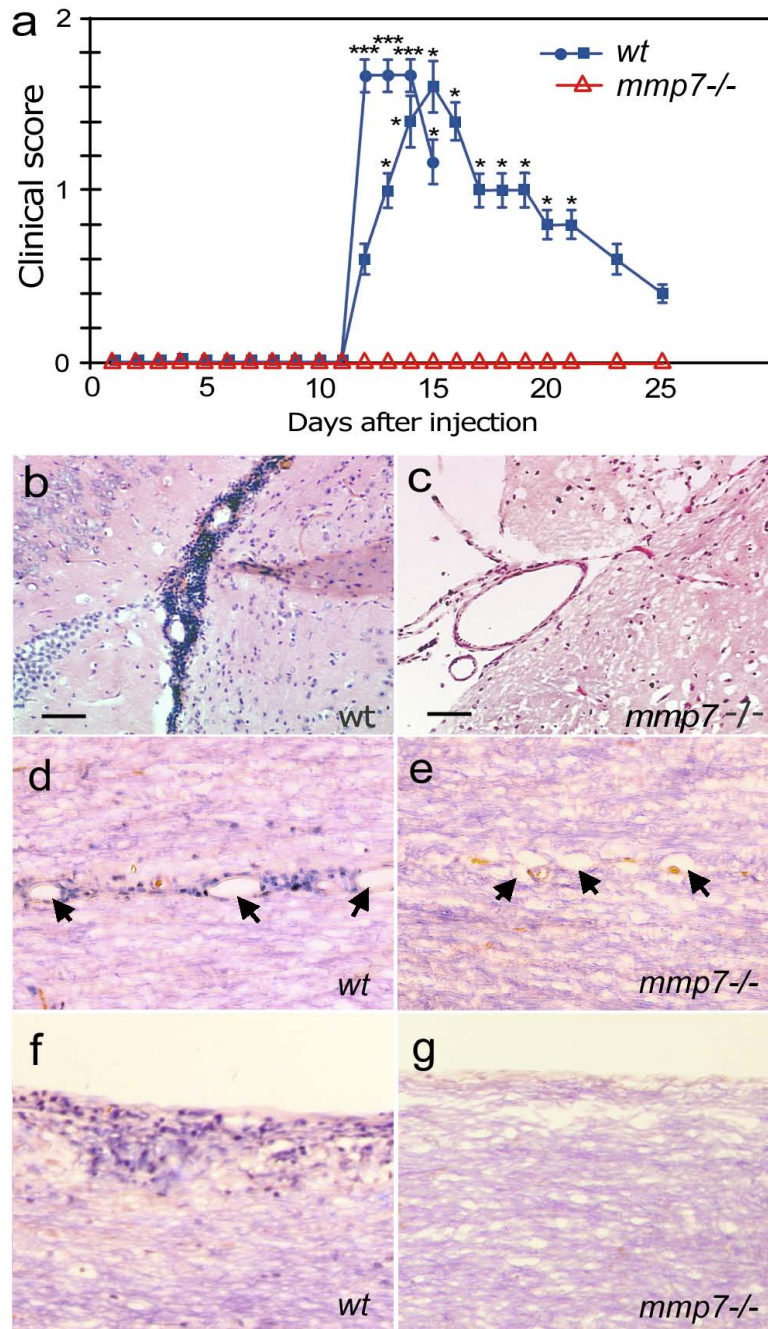 a
2
1
0
Clinical score
*** *** *** *
* * * * * * * * *
wt
mmp7-/-
0 5 10 15 20 25
Days after injection
b
wt
c
mmp7 -/-
d
wt
e
mmp7-/-
f
wt
g
mmp7-/-